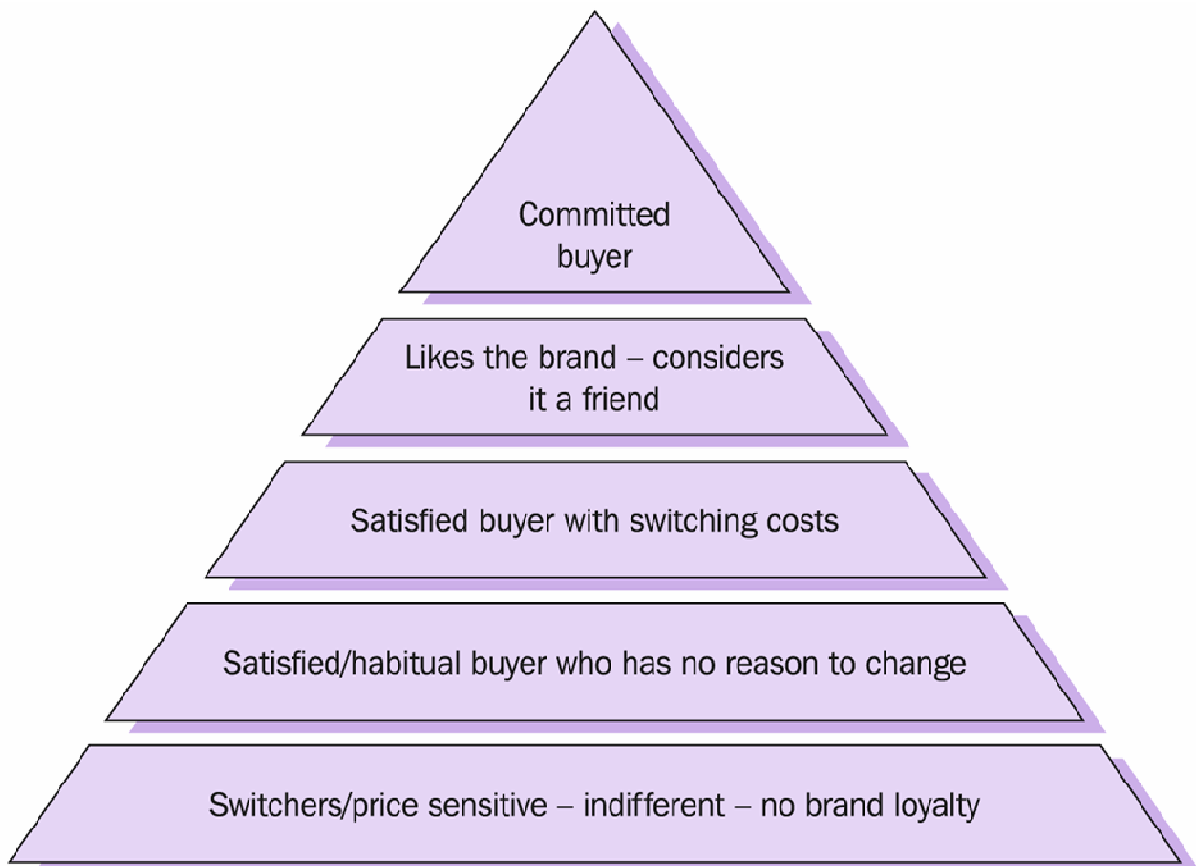 Committed
buyer
Likes the brand – considers
it a friend
Satisfied buyer with switching costs
Satisfied/habitual buyer who has no reason to change
Switchers/price sensitive – indifferent – no brand loyalty